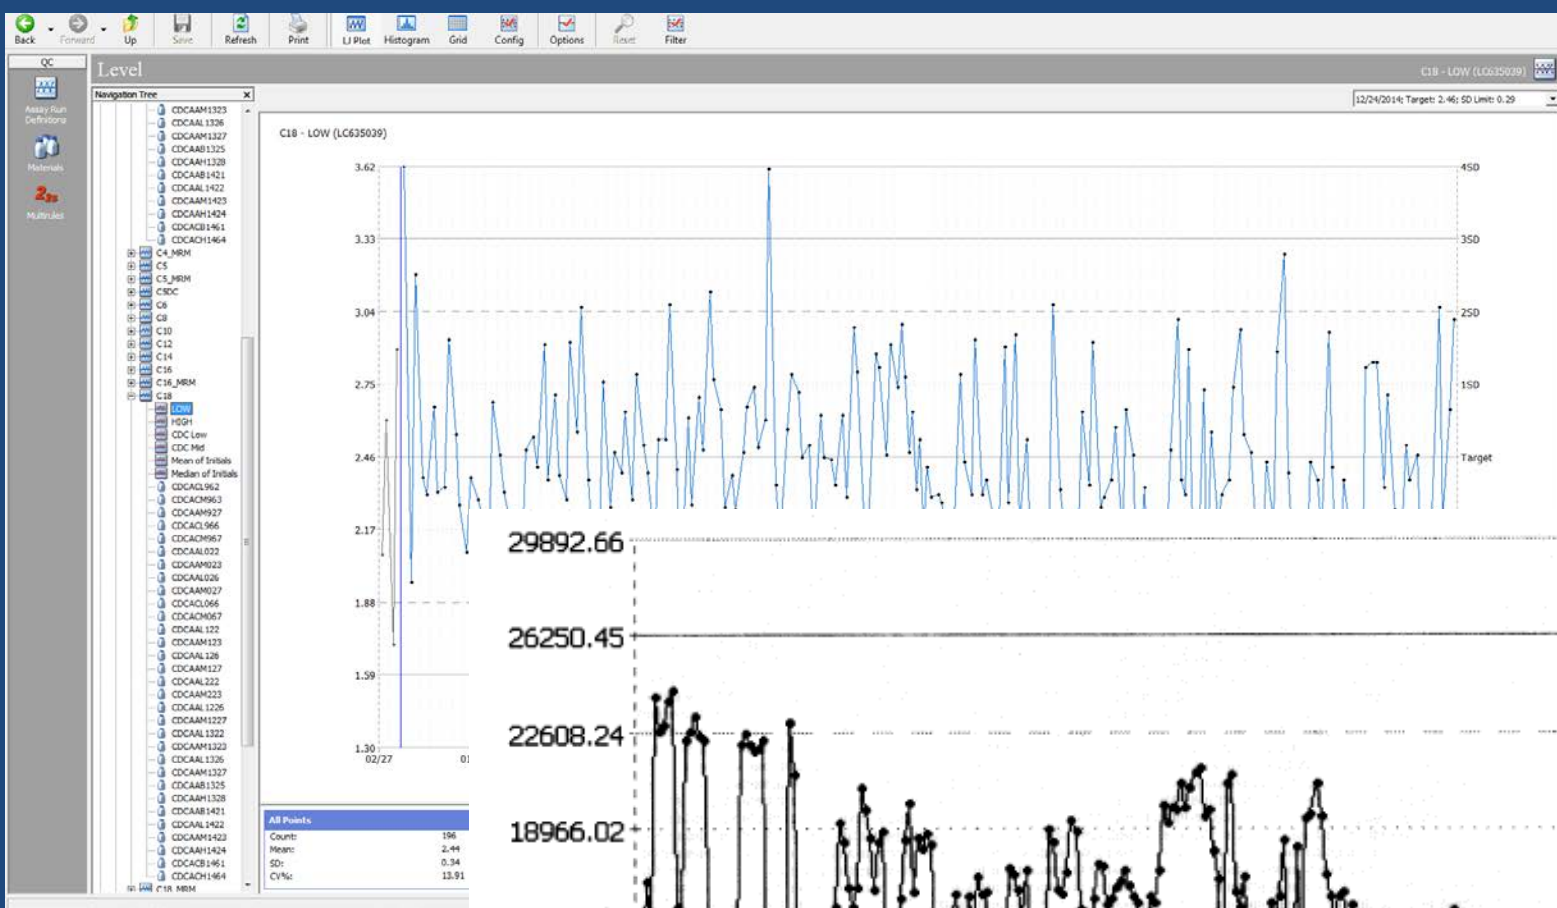 Back
Forward
Up
Save
Refresh
Print
LJ Plot
Histogram
Grid
Config
Options
Reset
Filter
QC
Level
C18 - LOW (LC635039)
Assay Run
Definitions
Materials
Multirules
Navigation Tree
12/24/2014; Target: 2.46; SD Limit: 0.29
CDCAAM1323
CDCAAL1326
CDCAAM1327
CDCAAB1325
CDCAAH1328
CDCAAB1421
CDCAAL1422
CDCAAM1423
CDCAAH1424
CDCACB1461
CDCACH1464
C4_MRM
C5
C5_MRM
C5DC
C6
C8
C10
C12
C14
C16
C16_MRM
C18
LOW
HIGH
CDC Low
CDC Mid
Mean of Initials
Median of Initials
CDCACL962
CDCACM963
CDCAAM927
CDCACL966
CDCACM967
CDCAAL022
CDCAAM023
CDCAAL026
CDCAAM027
CDCACL066
CDCACM067
CDCAAL122
CDCAAM123
CDCAAL126
CDCAAM127
CDCAAL222
CDCAAM223
CDCAAL1226
CDCAAM1227
CDCAAL1322
CDCAAM1323
CDCAAL1326
CDCAAM1327
CDCAAB1325
CDCAAH1328
CDCAAB1421
CDCAAL1422
CDCAAM1423
CDCAAH1424
CDCACB1461
CDCACH1464
C18_MRM
C18 - LOW (LC635039)
3.62
3.33
3.04
2.75
2.46
2.17
1.88
1.59
1.30
02/27
4SD
3SD
2SD
1SD
Target
All Points
Count: 196
Mean: 2.44
SD: 0.34
CV%: 13.91
29892.66
26250.45
22608.24
18966.02